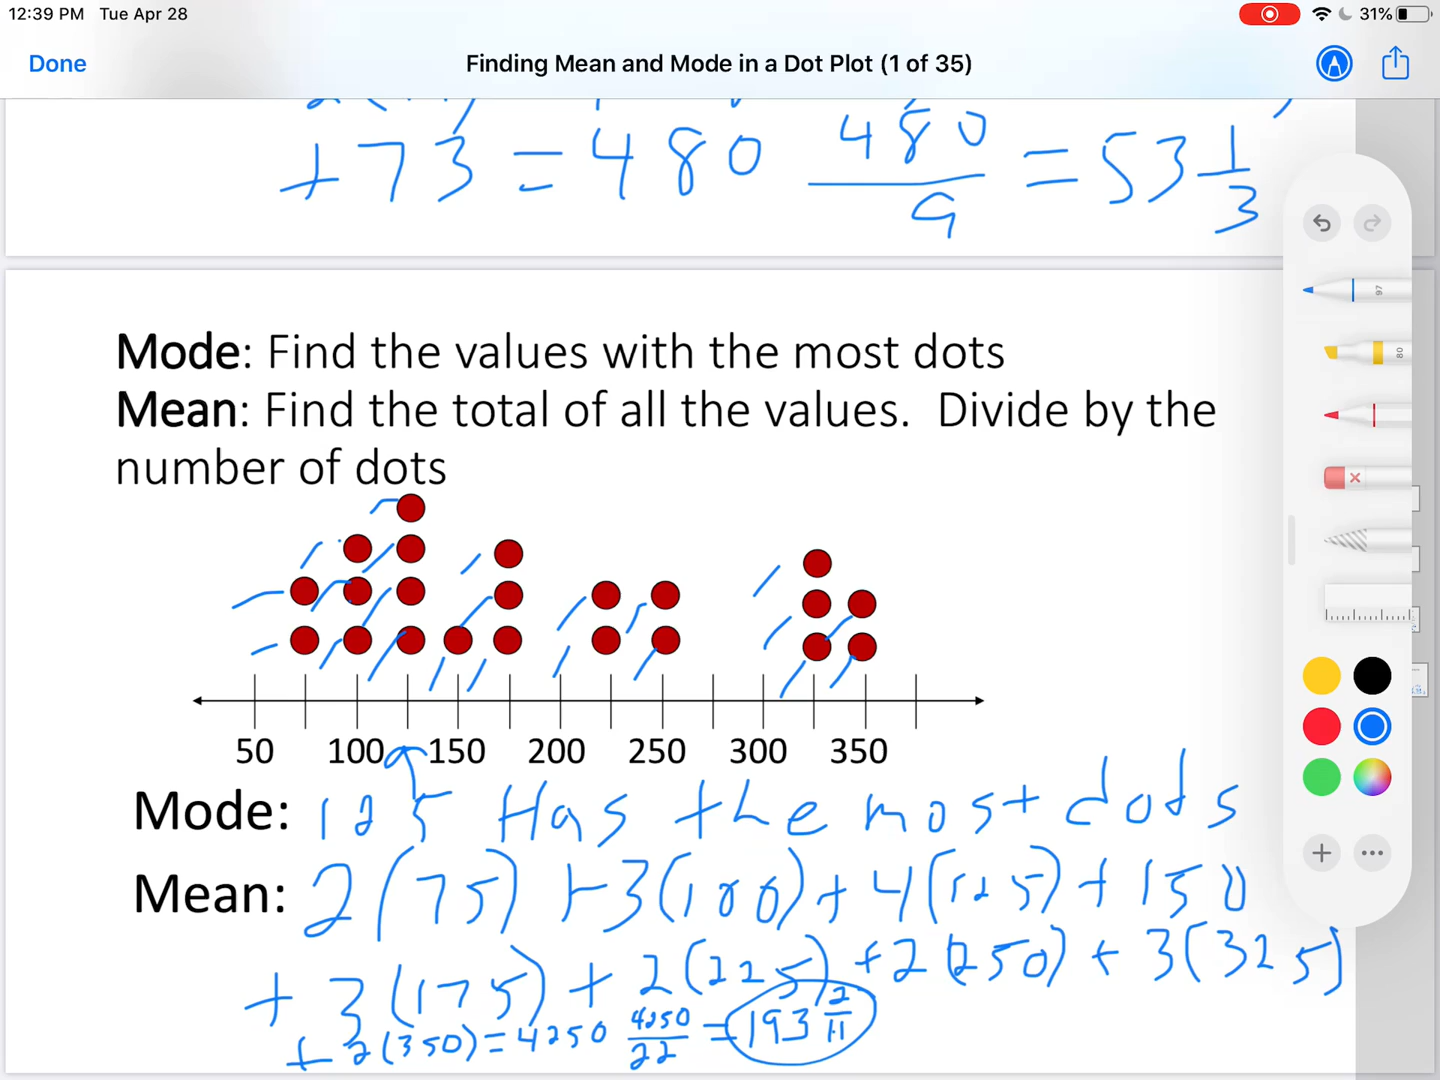 12:39 PM Tue Apr 28
31%
Done
Finding Mean and Mode in a Dot Plot (1 of 35)
+73 = 480 480/9 = 53 1/3
97
80
Mode: Find the values with the most dots
Mean: Find the total of all the values. Divide by the
number of dots
50 100 150 200 250 300 350
Mode: 125 Has the most dots
Mean: 2(75) + 3(100) + 4(125) + 150
+ 3(175) + 2(225) + 2(250) + 3(325)
+ 2(350) = 4250 4250/22 = 193 2/11